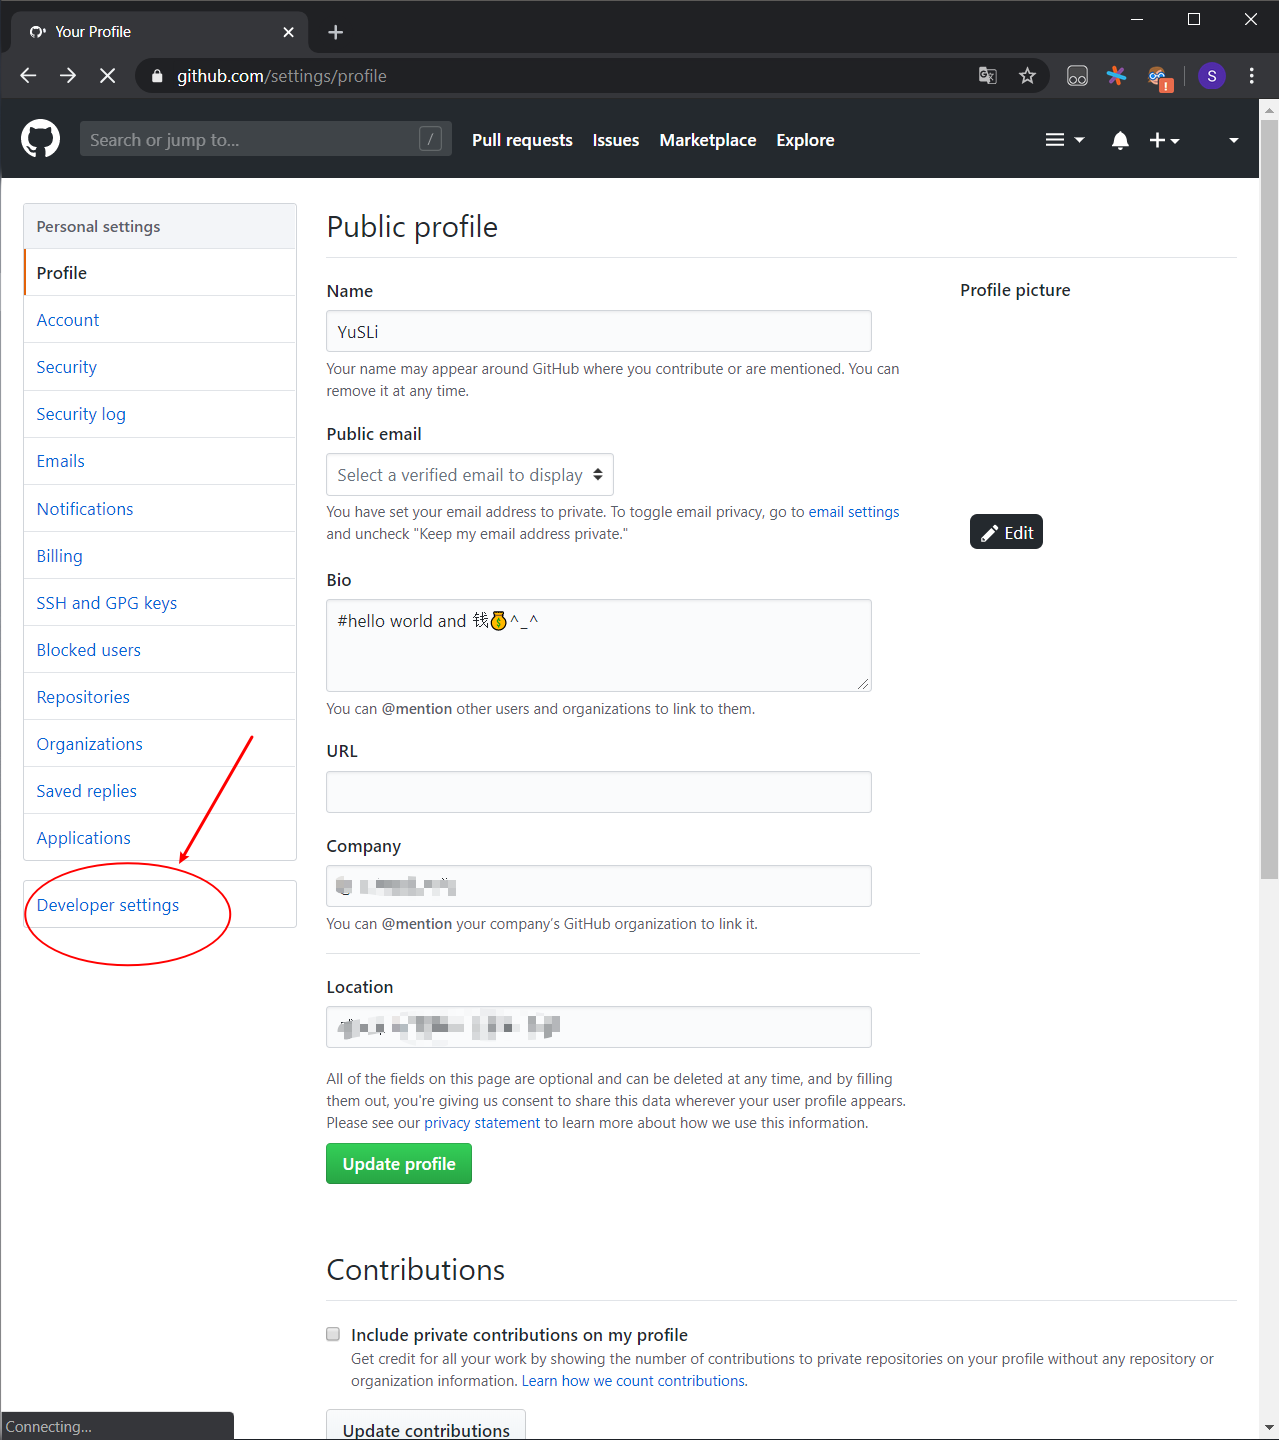 Your Profile
github.com/settings/profile
S
Search or jump to...
/
Pull requests
Issues
Marketplace
Explore
Personal settings
Profile
Account
Security
Security log
Emails
Notifications
Billing
SSH and GPG keys
Blocked users
Repositories
Organizations
Saved replies
Applications
Developer settings
Public profile
Name
YuSLi
Your name may appear around GitHub where you contribute or are mentioned. You can
remove it at any time.
Public email
Select a verified email to display
You have set your email address to private. To toggle email privacy, go to email settings
and uncheck "Keep my email address private."
Bio
#hello world and 钱💰^_^
You can @mention other users and organizations to link to them.
URL
Company
You can @mention your company’s GitHub organization to link it.
Location
All of the fields on this page are optional and can be deleted at any time, and by filling
them out, you're giving us consent to share this data wherever your user profile appears.
Please see our privacy statement to learn more about how we use this information.
Update profile
Profile picture
Edit
Contributions
Include private contributions on my profile
Get credit for all your work by showing the number of contributions to private repositories on your profile without any repository or
organization information. Learn how we count contributions.
Update contributions
Connecting...